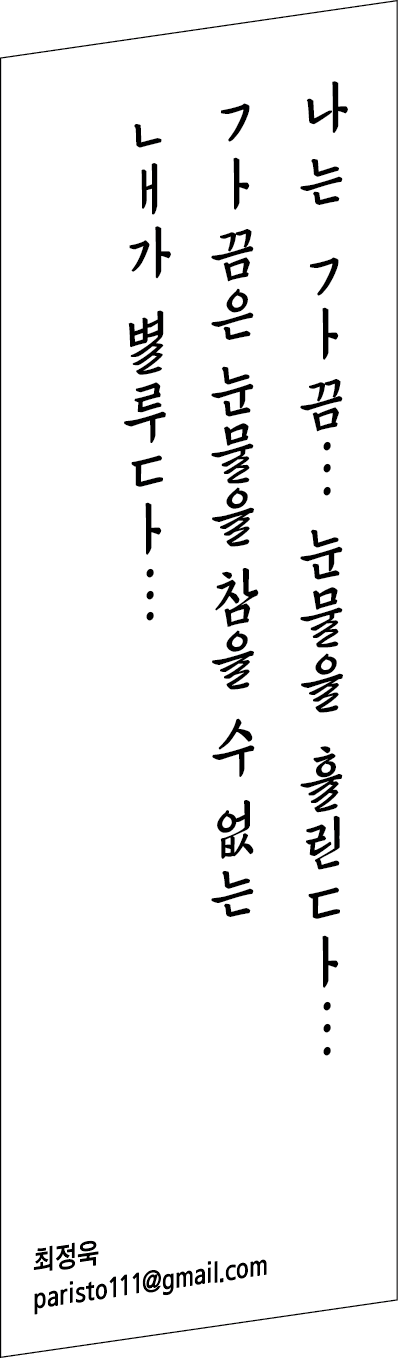 나는 가끔... 눈물을 흘린다...
가끔은 눈물을 참을 수 없는
내가 별루다...
최정욱
paristo111@gmail.com